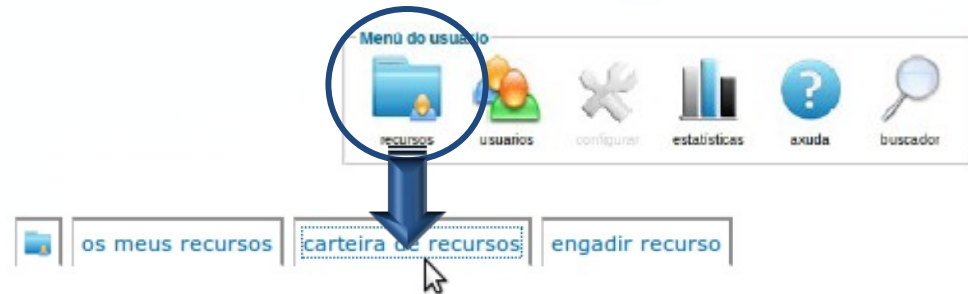 Menú do usuario
recursos usuarios configurar estatísticas axuda buscador
os meus recursos carteira de recursos engadir recurso